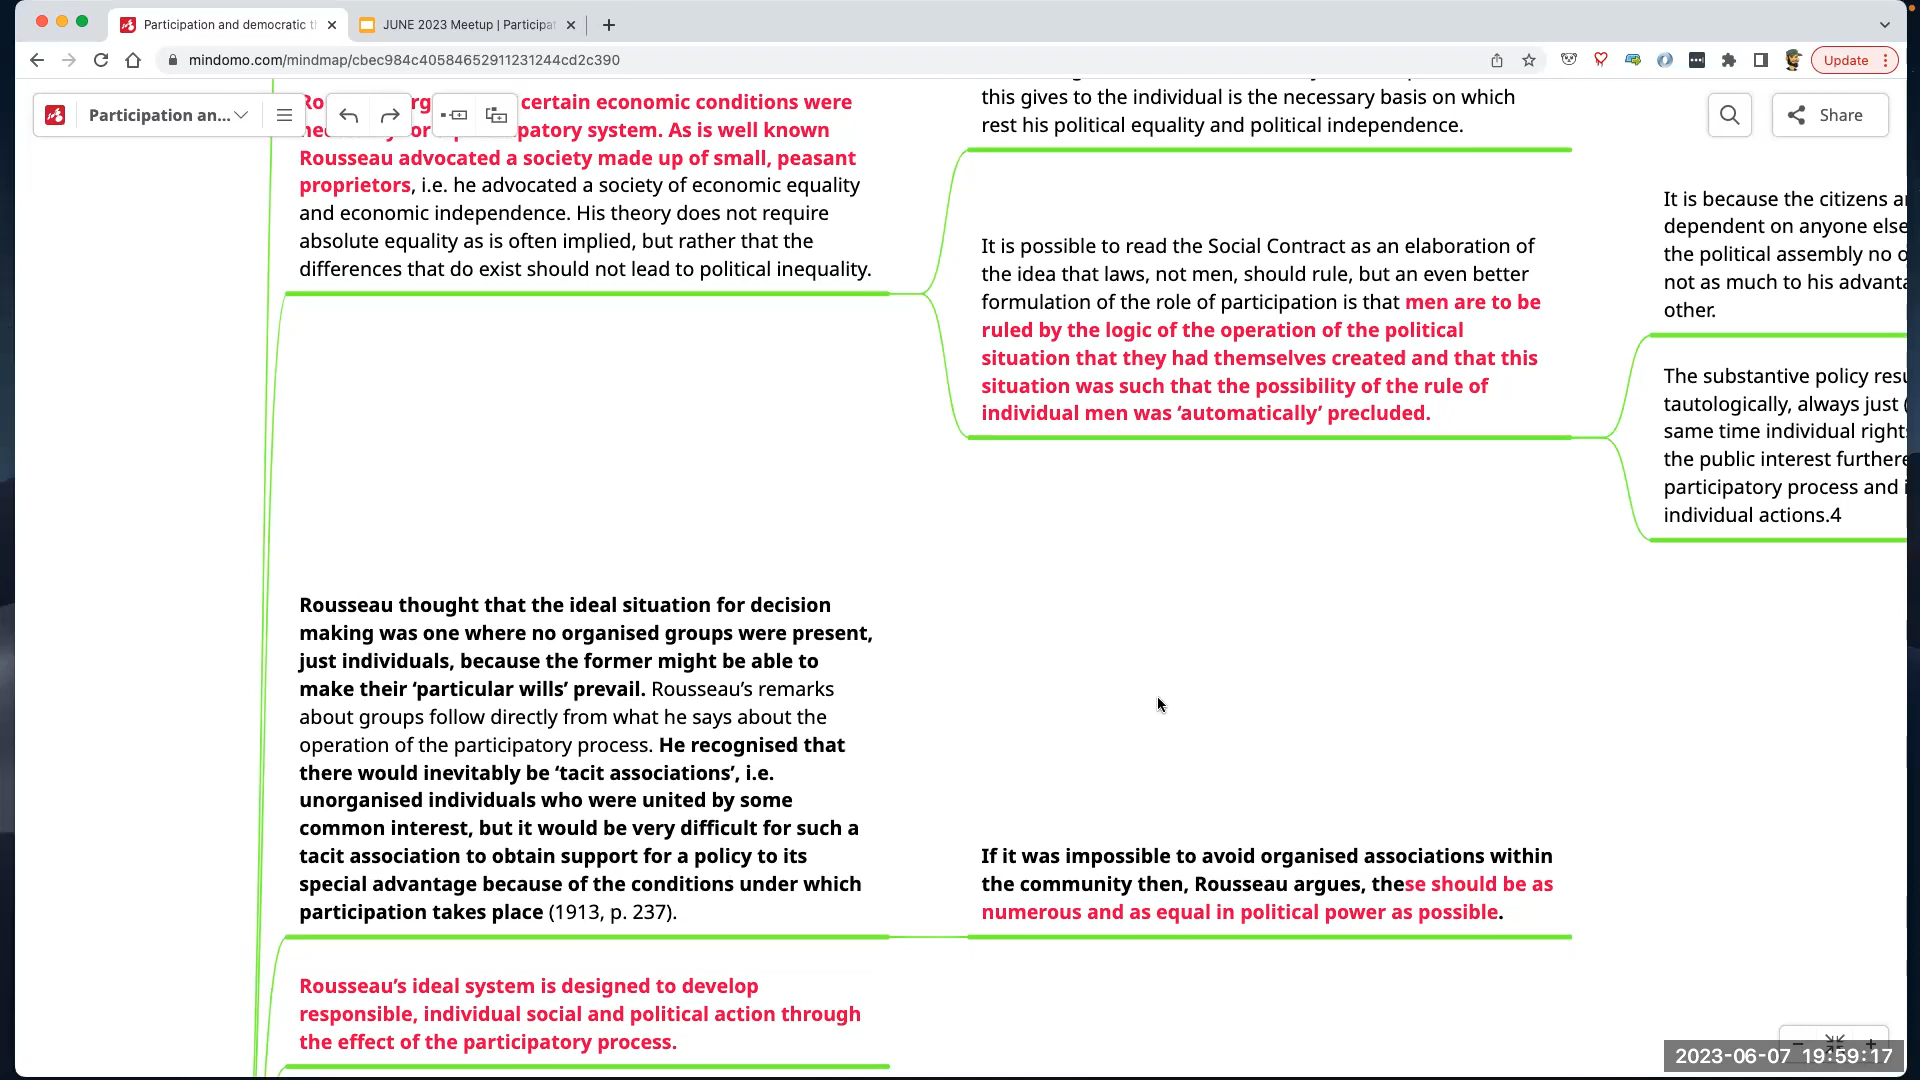 Participation and democratic t
JUNE 2023 Meetup | Participat
mindomo.com/mindmap/cbec984c40584652911231244cd2c390
Update
Participation an...
Share
certain economic conditions were
patory system. As is well known
Rousseau advocated a society made up of small, peasant
proprietors, i.e. he advocated a society of economic equality
and economic independence. His theory does not require
absolute equality as is often implied, but rather that the
differences that do exist should not lead to political inequality.
this gives to the individual is the necessary basis on which
rest his political equality and political independence.
It is possible to read the Social Contract as an elaboration of
the idea that laws, not men, should rule, but an even better
formulation of the role of participation is that men are to be
ruled by the logic of the operation of the political
situation that they had themselves created and that this
situation was such that the possibility of the rule of
individual men was ‘automatically’ precluded.
It is because the citizens a
dependent on anyone else
the political assembly no o
not as much to his advanta
other.
The substantive policy resu
tautologically, always just (
same time individual rights
the public interest furthere
participatory process and i
individual actions.4
Rousseau thought that the ideal situation for decision
making was one where no organised groups were present,
just individuals, because the former might be able to
make their ‘particular wills’ prevail. Rousseau’s remarks
about groups follow directly from what he says about the
operation of the participatory process. He recognised that
there would inevitably be ‘tacit associations’, i.e.
unorganised individuals who were united by some
common interest, but it would be very difficult for such a
tacit association to obtain support for a policy to its
special advantage because of the conditions under which
participation takes place (1913, p. 237).
If it was impossible to avoid organised associations within
the community then, Rousseau argues, these should be as
numerous and as equal in political power as possible.
Rousseau’s ideal system is designed to develop
responsible, individual social and political action through
the effect of the participatory process.
2023-06-07 19:59:17